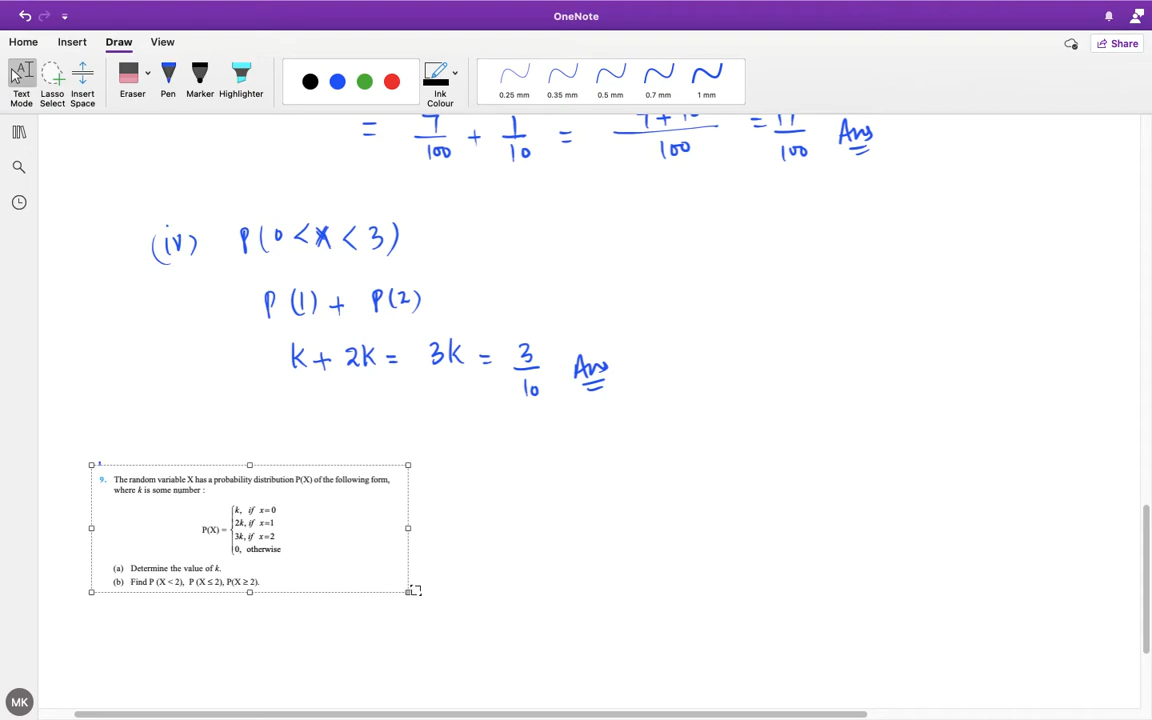 OneNote
Home Insert Draw View
Share
Text Mode
Lasso Select
Insert Space
Eraser
Pen
Marker
Highlighter
Ink Colour
0.25 mm 0.35 mm 0.5 mm 0.7 mm 1 mm
= 7/100 + 1/10 = /100 = /100 Ans
(iv) P(0 < X < 3)
P(1) + P(2)
k + 2k = 3k = 3/10 Ans
9. The random variable X has a probability distribution P(X) of the following form,
where k is some number :
P(X) = { k, if x=0
2k, if x=1
3k, if x=2
0, otherwise
(a) Determine the value of k.
(b) Find P (X < 2), P (X ≤ 2), P(X ≥ 2).
MK